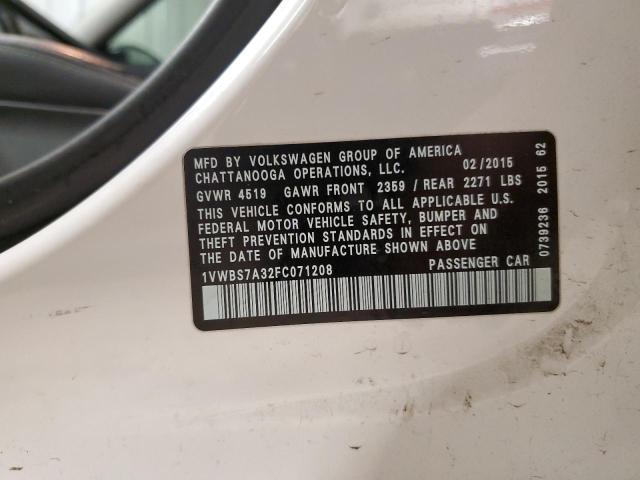 MFD BY VOLKSWAGEN GROUP OF AMERICA 02/2015
CHATTANOOGA OPERATIONS, LLC.
GVWR 4519 GAWR FRONT 2359 / REAR 2271 LBS
THIS VEHICLE CONFORMS TO ALL APPLICABLE U.S.
FEDERAL MOTOR VEHICLE SAFETY, BUMPER AND
THEFT PREVENTION STANDARDS IN EFFECT ON
THE DATE OF MANUFACTURE SHOWN ABOVE
1VWBS7A32FC071208 PASSENGER CAR
0739236 2015 62